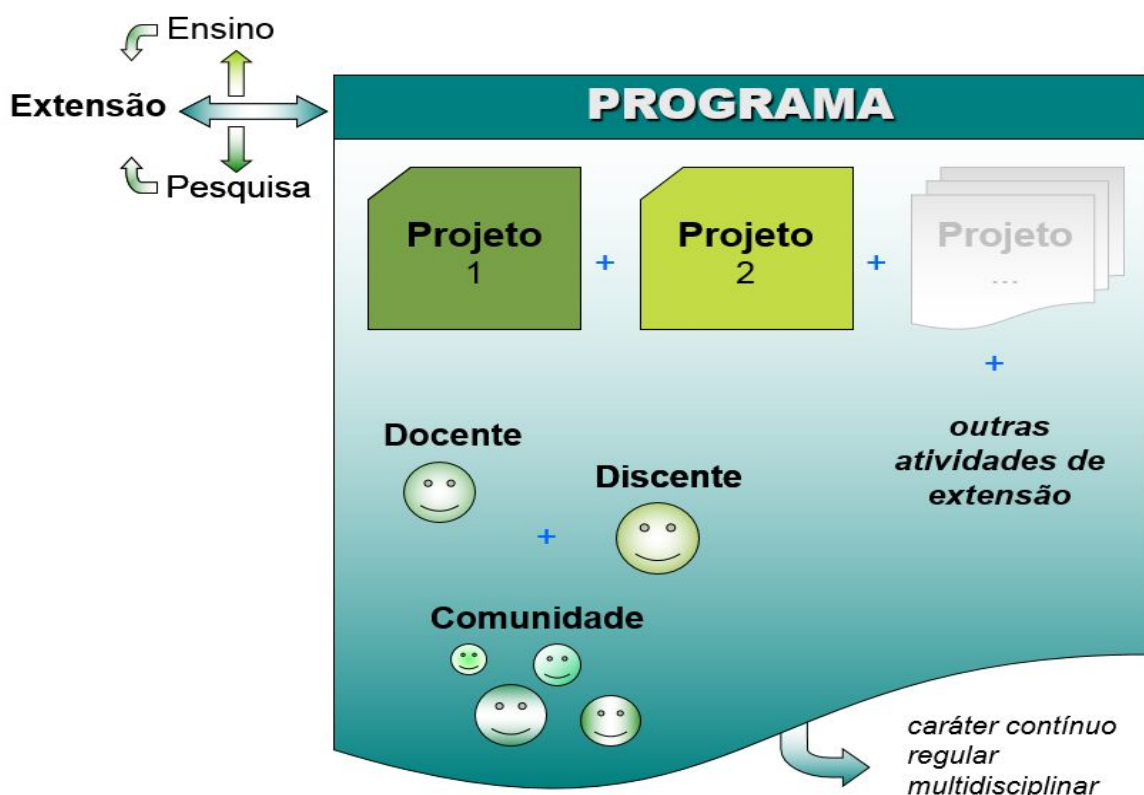 Ensino
Extensão
Pesquisa
PROGRAMA
Projeto
1
+
Projeto
2
+
Projeto
...
+
outras
atividades de
extensão
Docente
+
Discente
Comunidade
caráter contínuo
regular
multidisciplinar